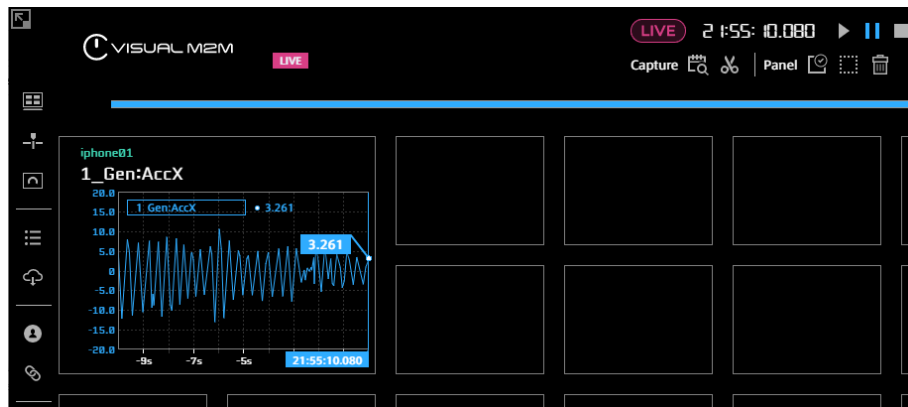 LIVE 21:55:10.080
VISUAL M2M
LIVE
Capture Panel
iphone01
1_Gen:AccX
20.0
1_Gen:AccX 3.261
15.0
10.0
3.261
5.0
0
-5.0
-10.0
-15.0
-20.0
-9s -7s -5s 21:55:10.080